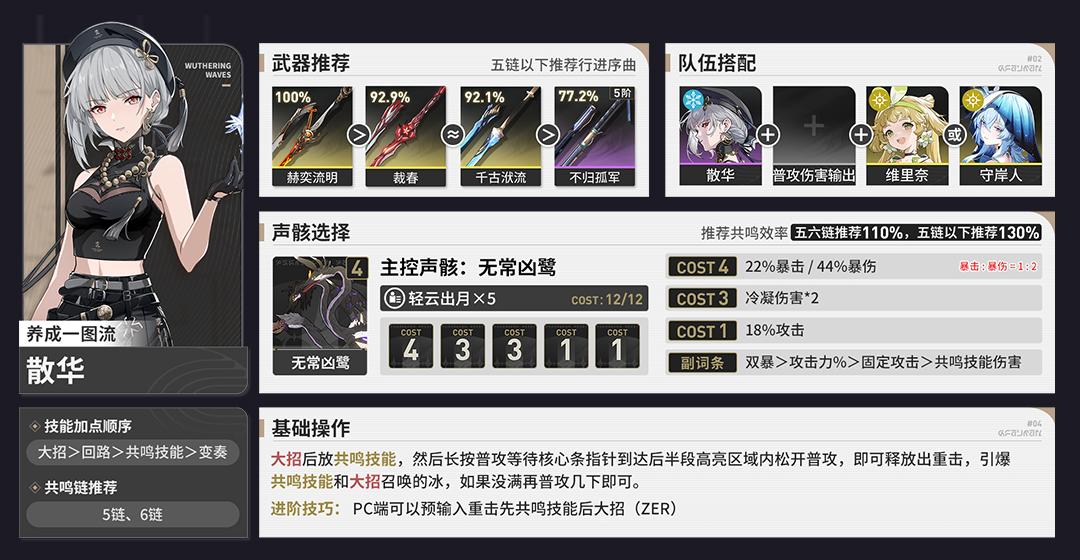 WUTHERING
WAVES
养成一图流
散华
技能加点顺序
大招＞回路＞共鸣技能＞变奏
共鸣链推荐
5链、6链
武器推荐
五链以下推荐行进序曲
100%
92.9%
92.1%
77.2%
5阶
> ≈ >
赫奕流明
裁春
千古洑流
不归孤军
队伍搭配
#02
+ + 或
散华
普攻伤害输出
维里奈
守岸人
声骸选择
推荐共鸣效率 五六链推荐110%，五链以下推荐130%
4
无常凶鹭
主控声骸：无常凶鹭
轻云出月×5
COST:12/12
COST 4
COST 3
COST 3
COST 1
COST 1
COST 4 22%暴击 / 44%暴伤
暴击 : 暴伤 = 1 : 2
COST 3 冷凝伤害*2
COST 1 18%攻击
副词条 双暴＞攻击力%＞固定攻击＞共鸣技能伤害
基础操作
#04
大招后放共鸣技能，然后长按普攻等待核心条指针到达后半段高亮区域内松开普攻，即可释放出重击，引爆
共鸣技能和大招召唤的冰，如果没满再普攻几下即可。
进阶技巧： PC端可以预输入重击先共鸣技能后大招（ZER）